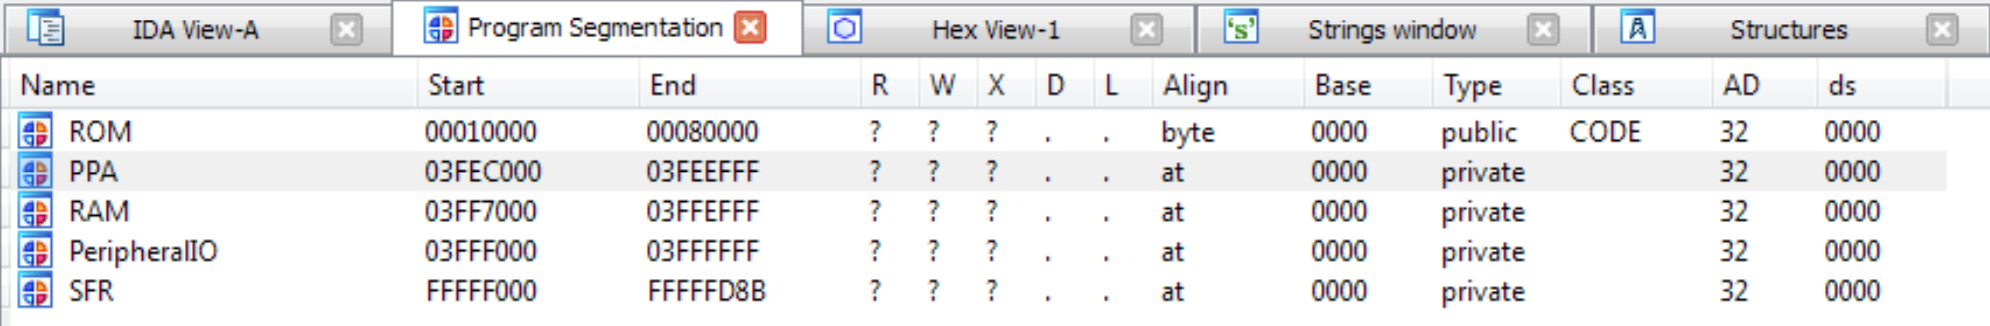 IDA View-A Program Segmentation Hex View-1 's' Strings window A Structures
Name Start End R W X D L Align Base Type Class AD ds
ROM 00010000 00080000 ? ? ? . . byte 0000 public CODE 32 0000
PPA 03FEC000 03FEEFFF ? ? ? . . at 0000 private 32 0000
RAM 03FF7000 03FFEFFF ? ? ? . . at 0000 private 32 0000
PeripheralIO 03FFF000 03FFFFFF ? ? ? . . at 0000 private 32 0000
SFR FFFFF000 FFFFFD8B ? ? ? . . at 0000 private 32 0000